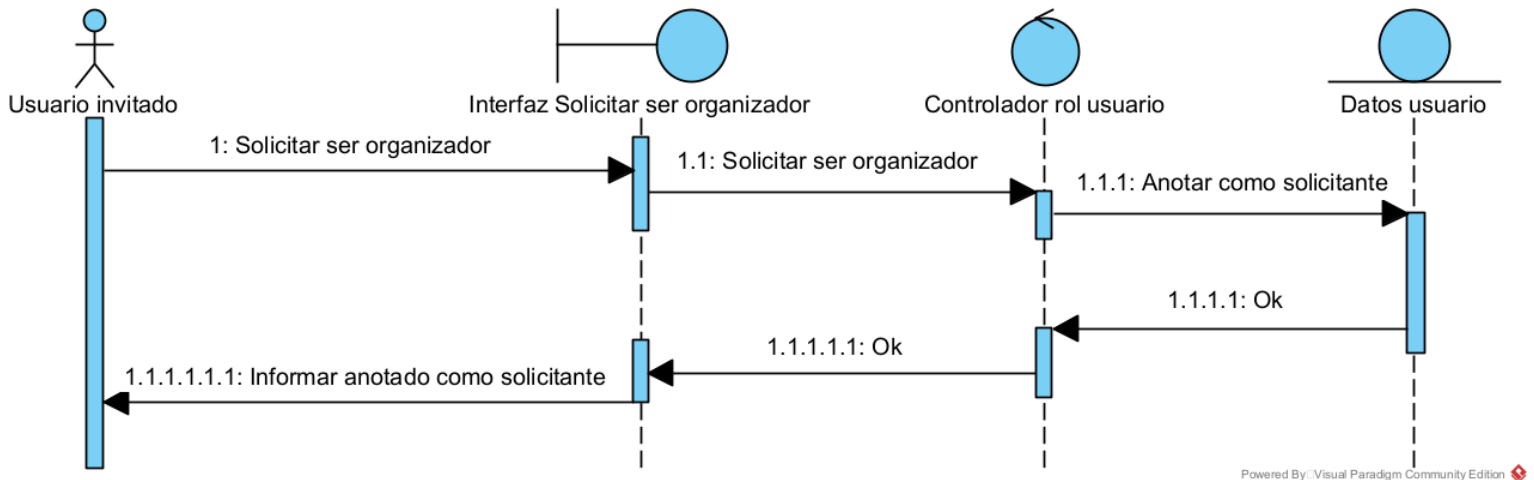 Usuario invitado
Interfaz Solicitar ser organizador
Controlador rol usuario
Datos usuario
1: Solicitar ser organizador
1.1: Solicitar ser organizador
1.1.1: Anotar como solicitante
1.1.1.1: Ok
1.1.1.1.1: Ok
1.1.1.1.1.1: Informar anotado como solicitante
Powered By Visual Paradigm Community Edition